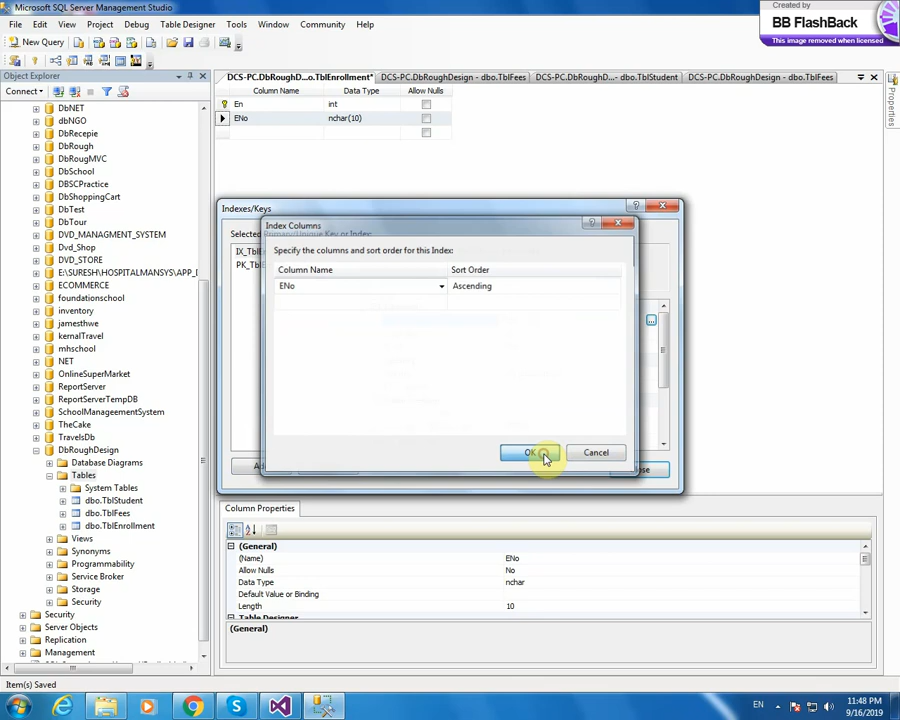 Microsoft SQL Server Management Studio
Created by
BB FlashBack
This image removed when licensed
File Edit View Project Debug Table Designer Tools Window Community Help
New Query
Object Explorer
Connect
DbNET
dbNGO
DbRecepie
DbRough
DbRougMVC
DbSchool
DBSCPractice
DbShoppingCart
DbTest
DbTour
DVD_MANAGMENT_SYSTEM
Dvd_Shop
DVD_STORE
E:\SURESH\HOSPITALMANSYS\APP_D
ECOMMERCE
foundationschool
inventory
jamesthwe
kernalTravel
mhschool
NET
OnlineSuperMarket
ReportServer
ReportServerTempDB
SchoolManageementSystem
TheCake
TravelsDb
DbRoughDesign
Database Diagrams
Tables
System Tables
dbo.TblStudent
dbo.TblFees
dbo.TblEnrollment
Views
Synonyms
Programmability
Service Broker
Storage
Security
Security
Server Objects
Replication
Management
DCS-PC.DbRoughD...o.TblEnrollment* DCS-PC.DbRoughDesign - dbo.TblFees DCS-PC.DbRoughD... - dbo.TblStudent DCS-PC.DbRoughDesign - dbo.TblFees
Column Name Data Type Allow Nulls
En int
ENo nchar(10)
Properties
Indexes/Keys
Index Columns
Specify the columns and sort order for this Index:
Column Name Sort Order
ENo Ascending
OK Cancel
Column Properties
(General)
(Name) ENo
Allow Nulls No
Data Type nchar
Default Value or Binding
Length 10
Table Designer
(General)
Item(s) Saved
EN
11:48 PM
9/16/2019